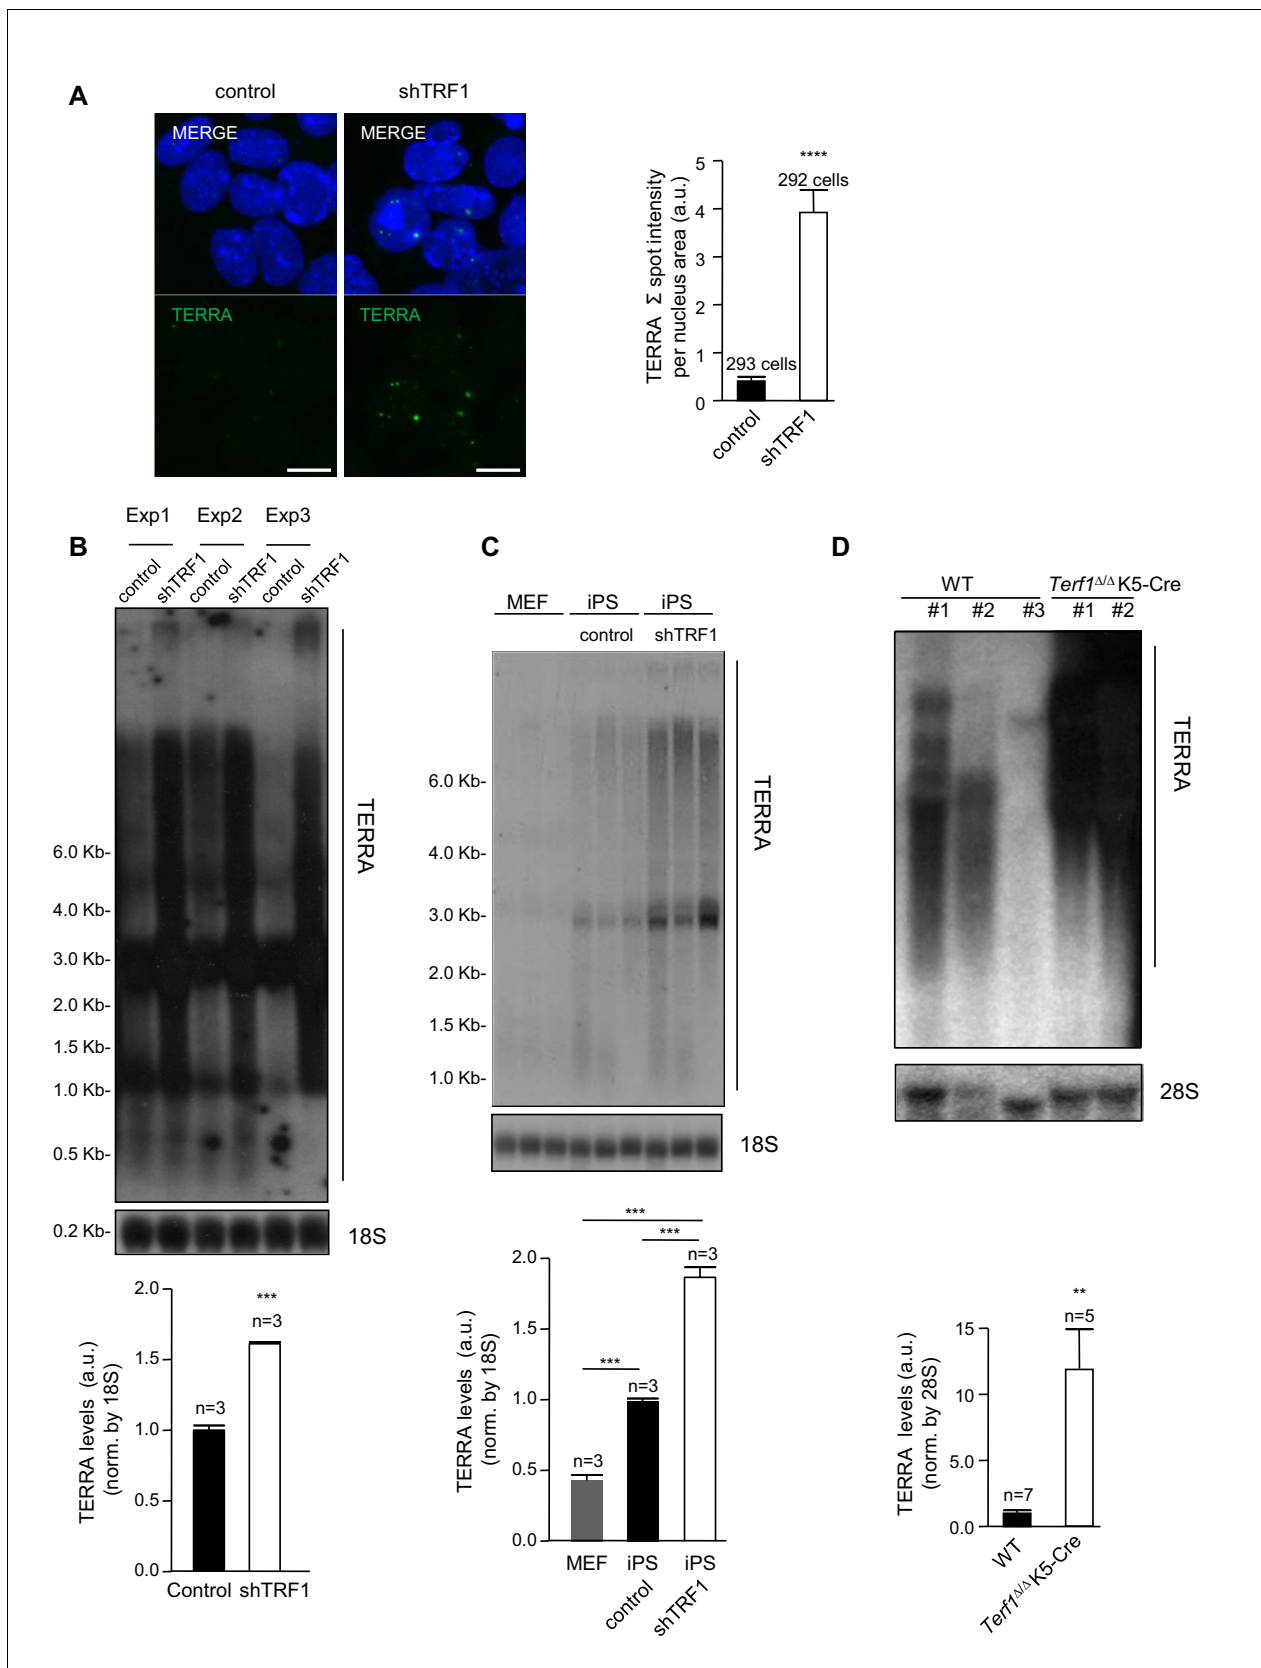 A
control
shTRF1
MERGE
MERGE
TERRA
TERRA
TERRA Σ spot intensity
per nucleus area (a.u.)
5
4
3
2
1
0
****
292 cells
293 cells
control
shTRF1
B
Exp1
Exp2
Exp3
control
shTRF1
control
shTRF1
control
shTRF1
6.0 Kb-
4.0 Kb-
3.0 Kb-
2.0 Kb-
1.5 Kb-
1.0 Kb-
0.5 Kb-
0.2 Kb-
TERRA
18S
TERRA levels (a.u.)
(norm. by 18S)
2.0
1.5
1.0
0.5
0.0
***
n=3
n=3
Control
shTRF1
C
MEF
iPS
iPS
control
shTRF1
6.0 Kb-
4.0 Kb-
3.0 Kb-
2.0 Kb-
1.5 Kb-
1.0 Kb-
TERRA
18S
TERRA levels (a.u.)
(norm. by 18S)
2.0
1.5
1.0
0.5
0.0
***
***
***
n=3
n=3
n=3
MEF
iPS
control
iPS
shTRF1
D
WT
Terf1Δ/Δ K5-Cre
#1
#2
#3
#1
#2
TERRA
28S
TERRA levels (a.u.)
(norm. by 28S)
15
10
5.0
0.0
**
n=5
n=7
WT
Terf1Δ/Δ K5-Cre